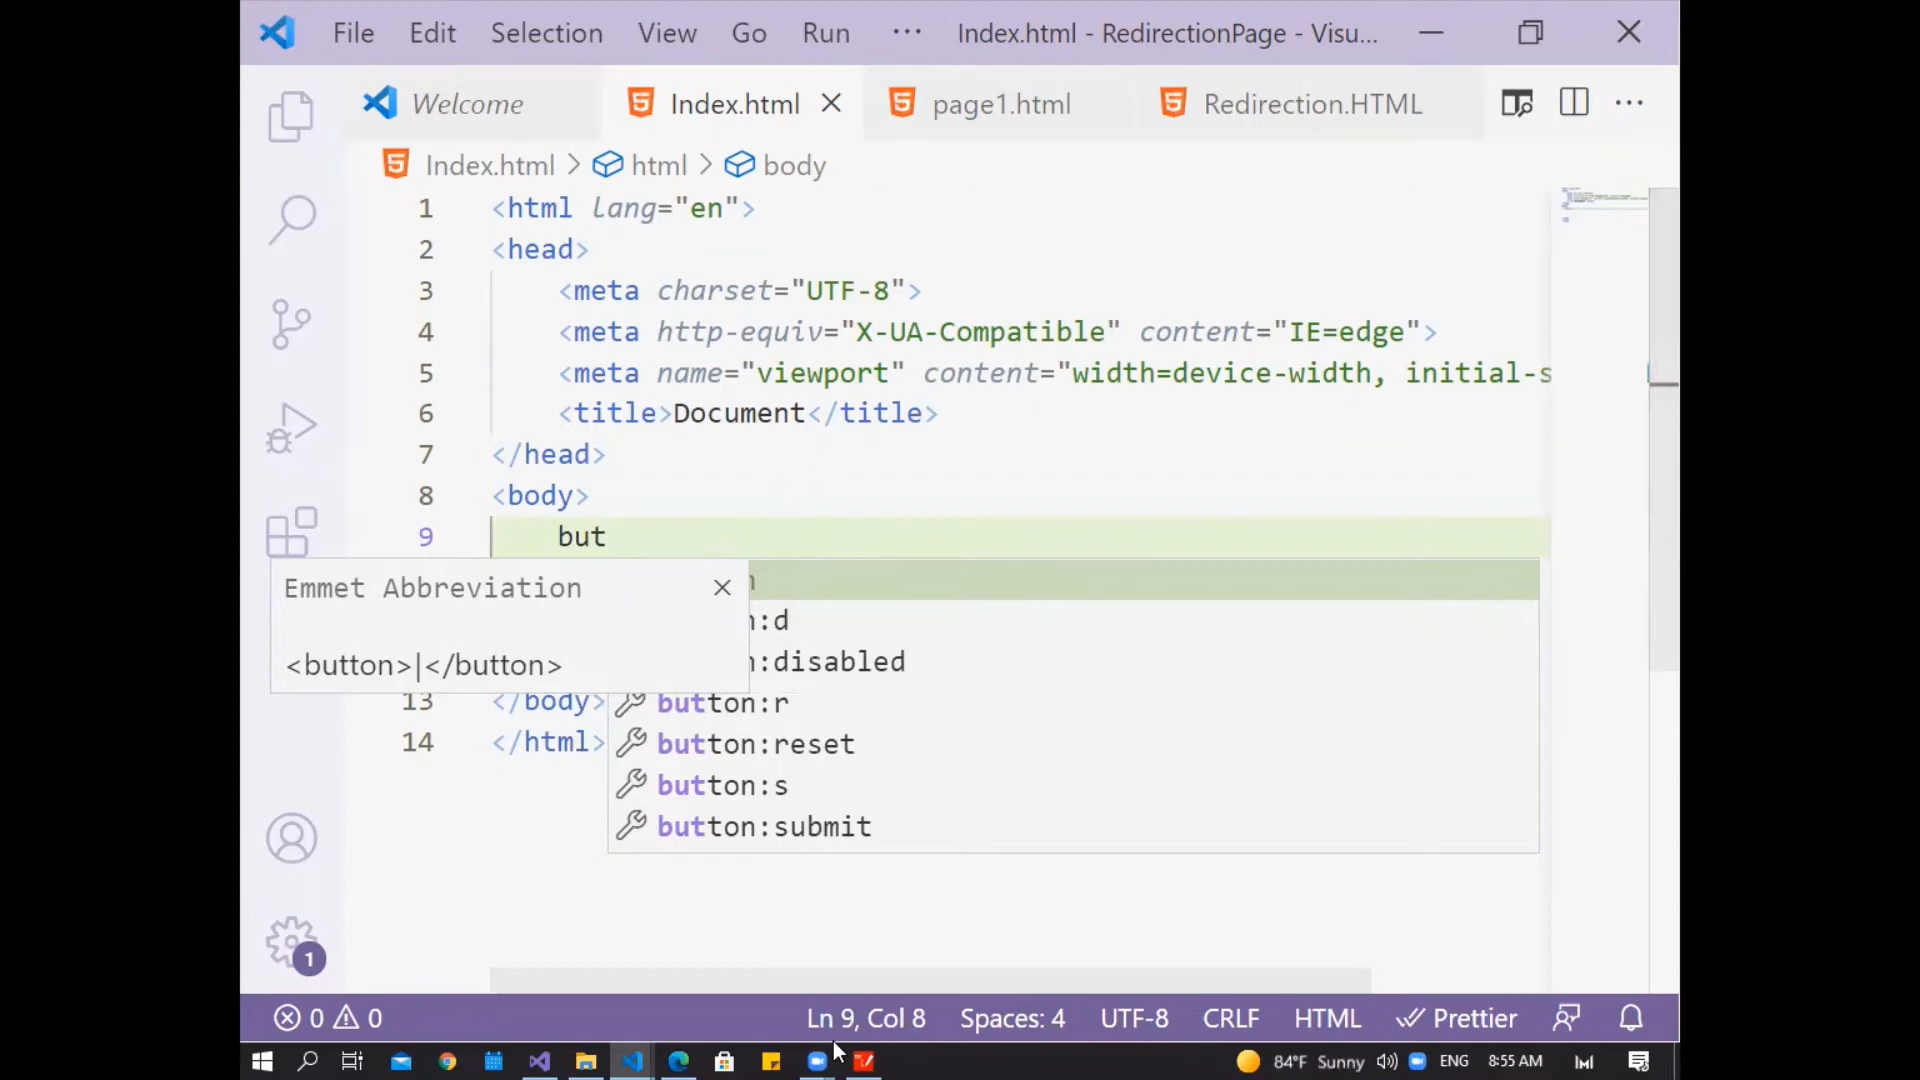 File Edit Selection View Go Run ··· Index.html - RedirectionPage - Visu...
Welcome Index.html page1.html Redirection.HTML
Index.html > html > body
1 <html lang="en">
2 <head>
3 <meta charset="UTF-8">
4 <meta http-equiv="X-UA-Compatible" content="IE=edge">
5 <meta name="viewport" content="width=device-width, initial-s
6 <title>Document</title>
7 </head>
8 <body>
9 but
Emmet Abbreviation
n
n:d
<button>|</button>
n:disabled
13 </body>
button:r
14 </html>
button:reset
button:s
button:submit
1
0 0 Ln 9, Col 8 Spaces: 4 UTF-8 CRLF HTML Prettier
84°F Sunny ENG 8:55 AM